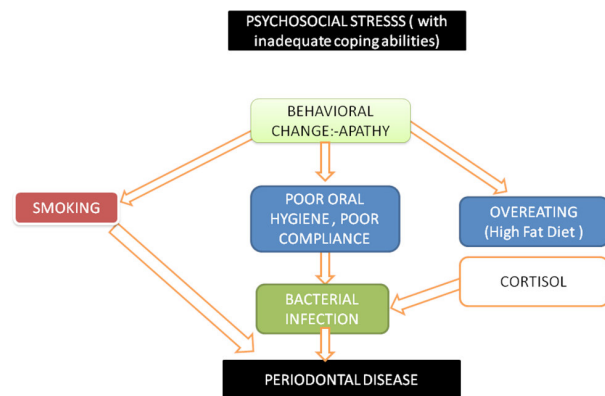 PSYCHOSOCIAL STRESSS ( with
inadequate coping abilities)
BEHAVIORAL
CHANGE:-APATHY
SMOKING
POOR ORAL
HYGIENE , POOR
COMPLIANCE
OVEREATING
(High Fat Diet )
CORTISOL
BACTERIAL
INFECTION
PERIODONTAL DISEASE